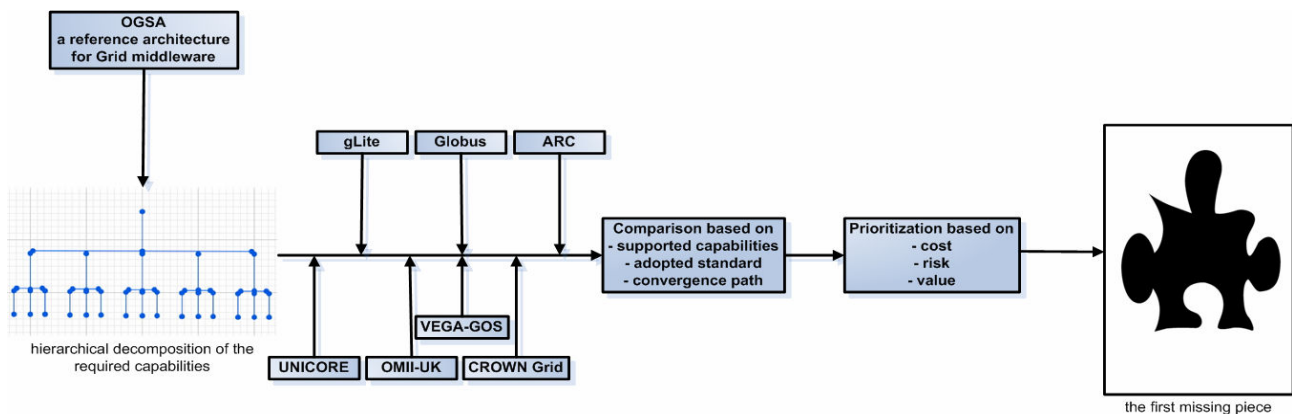 OGSA
a reference architecture
for Grid middleware
gLite
Globus
ARC
Comparison based on
- supported capabilities
- adopted standard
- convergence path
Prioritization based on
- cost
- risk
- value
VEGA-GOS
UNICORE
OMII-UK
CROWN Grid
hierarchical decomposition of the
required capabilities
the first missing piece